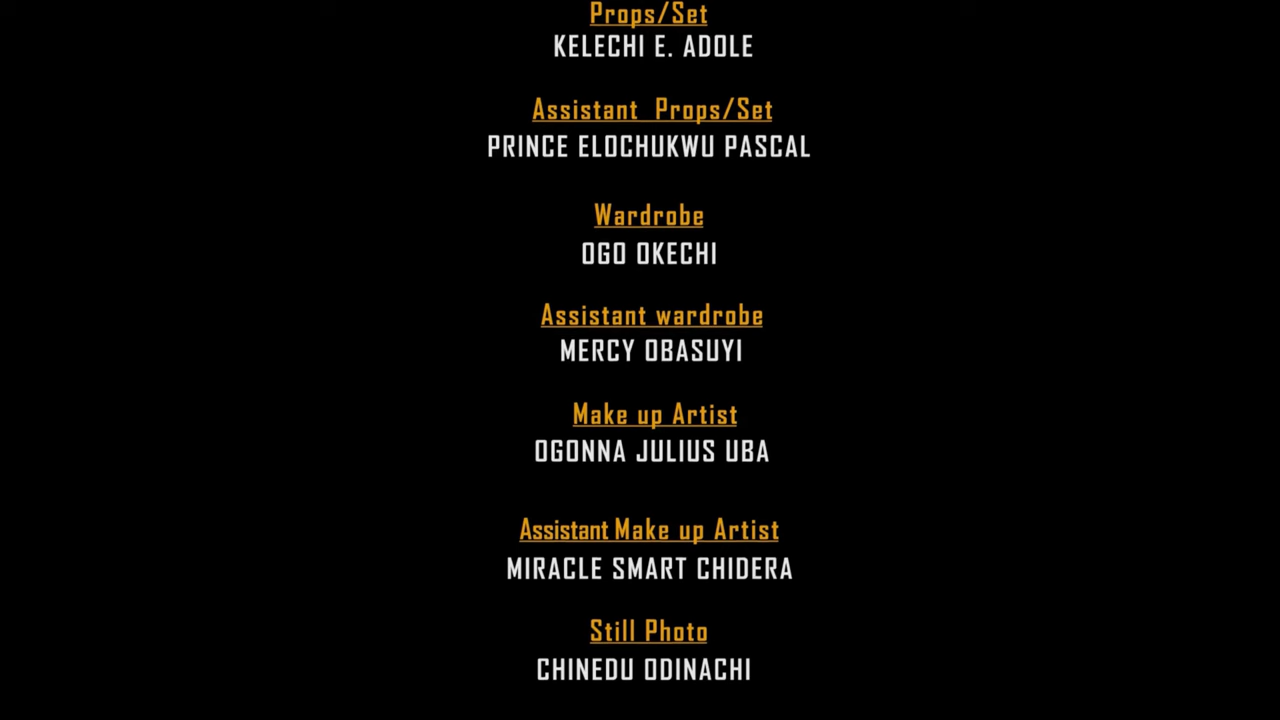 Props/Set
KELECHI E. ADOLE
Assistant Props/Set
PRINCE ELOCHUKWU PASCAL
Wardrobe
OGO OKECHI
Assistant wardrobe
MERCY OBASUYI
Make up Artist
OGONNA JULIUS UBA
Assistant Make up Artist
MIRACLE SMART CHIDERA
Still Photo
CHINEDU ODINACHI